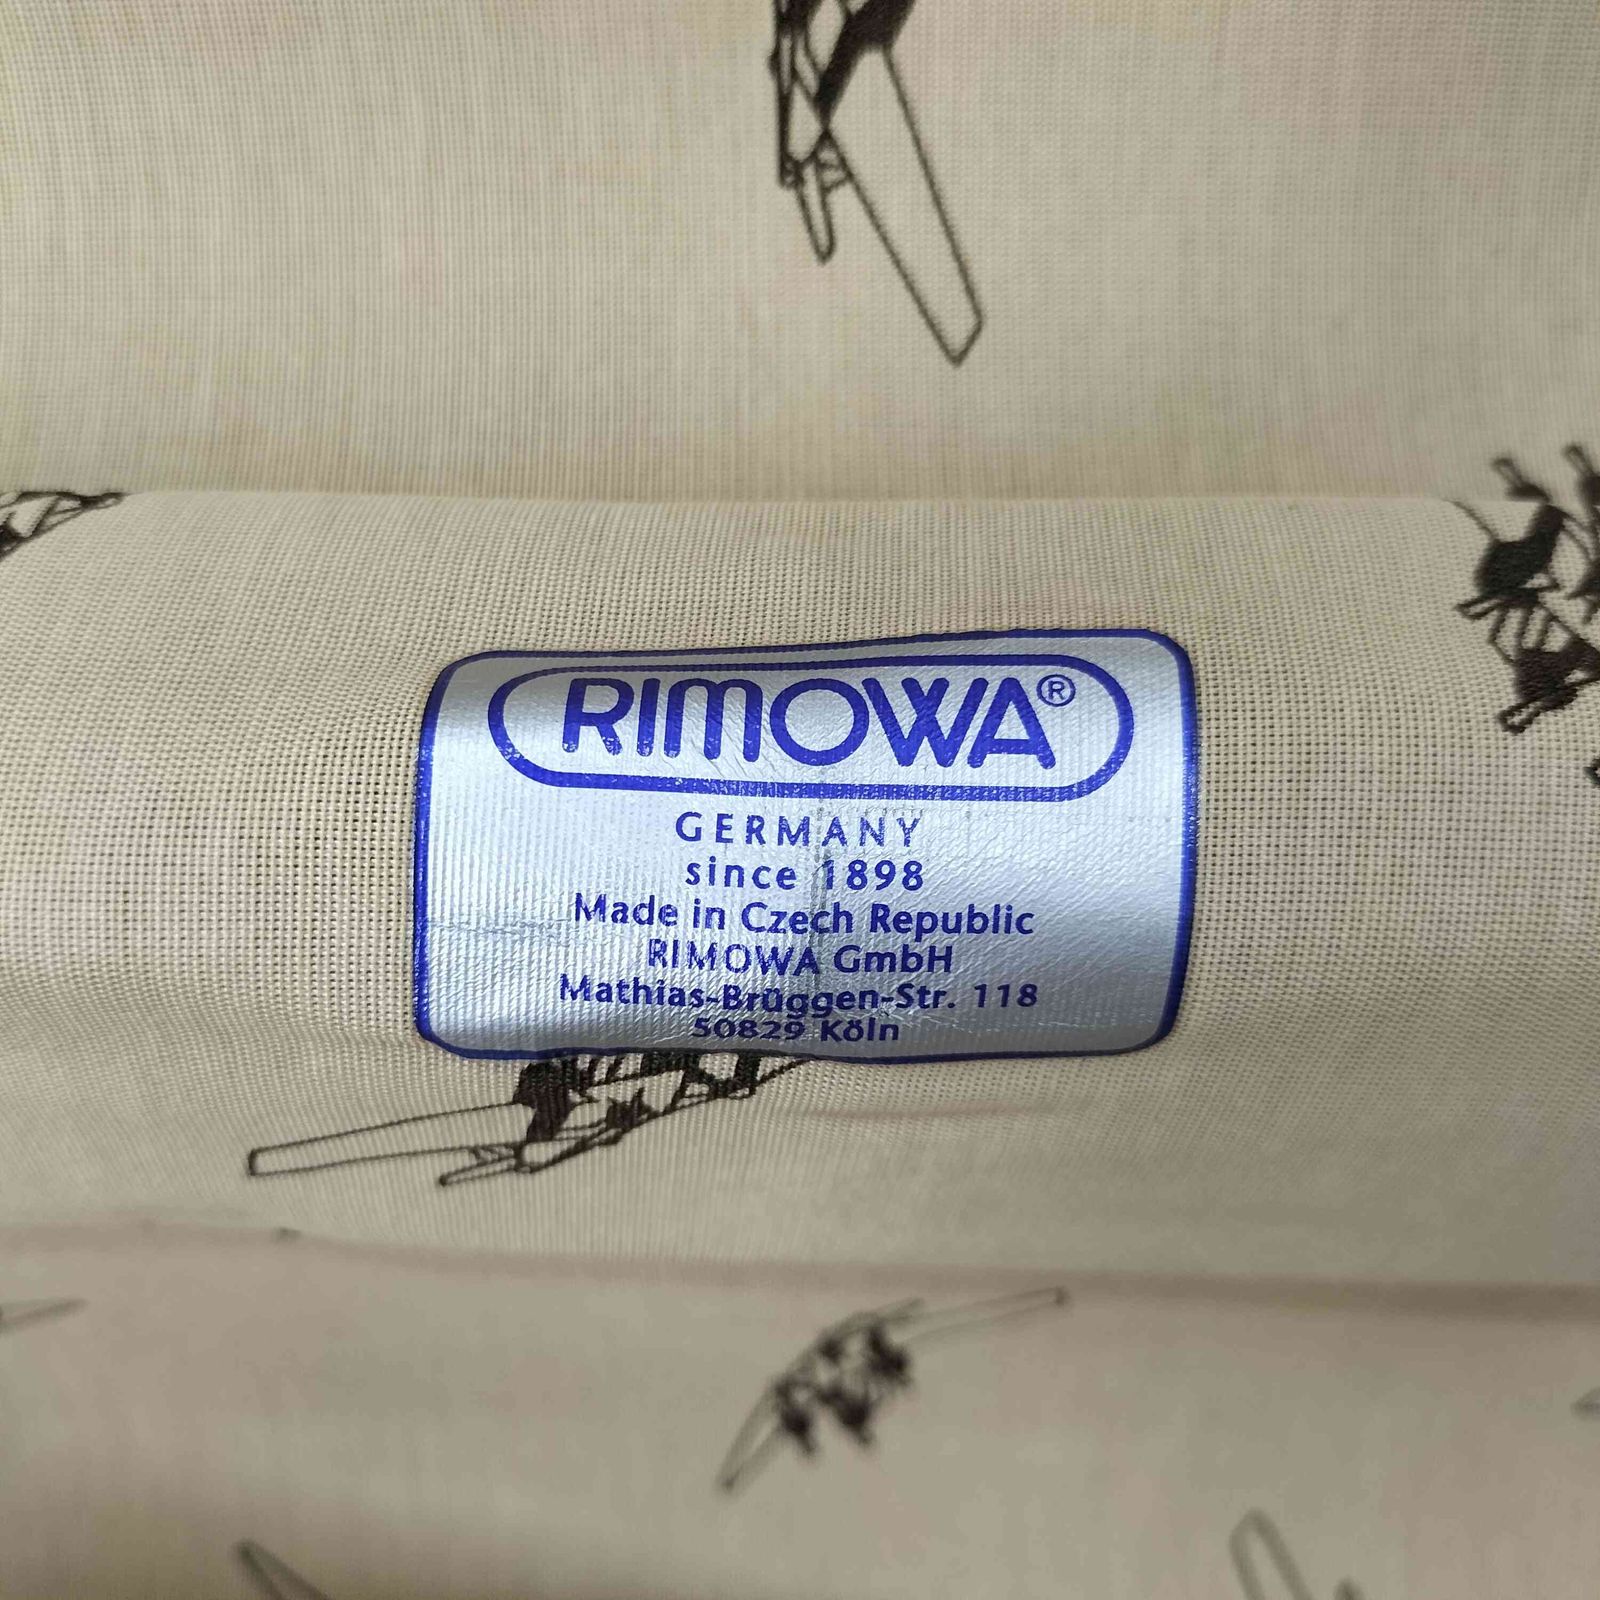 RIMOWA®
GERMANY
since 1898
Made in Czech Republic
RIMOWA GmbH
Mathias-Brüggen-Str. 118
50829 Köln